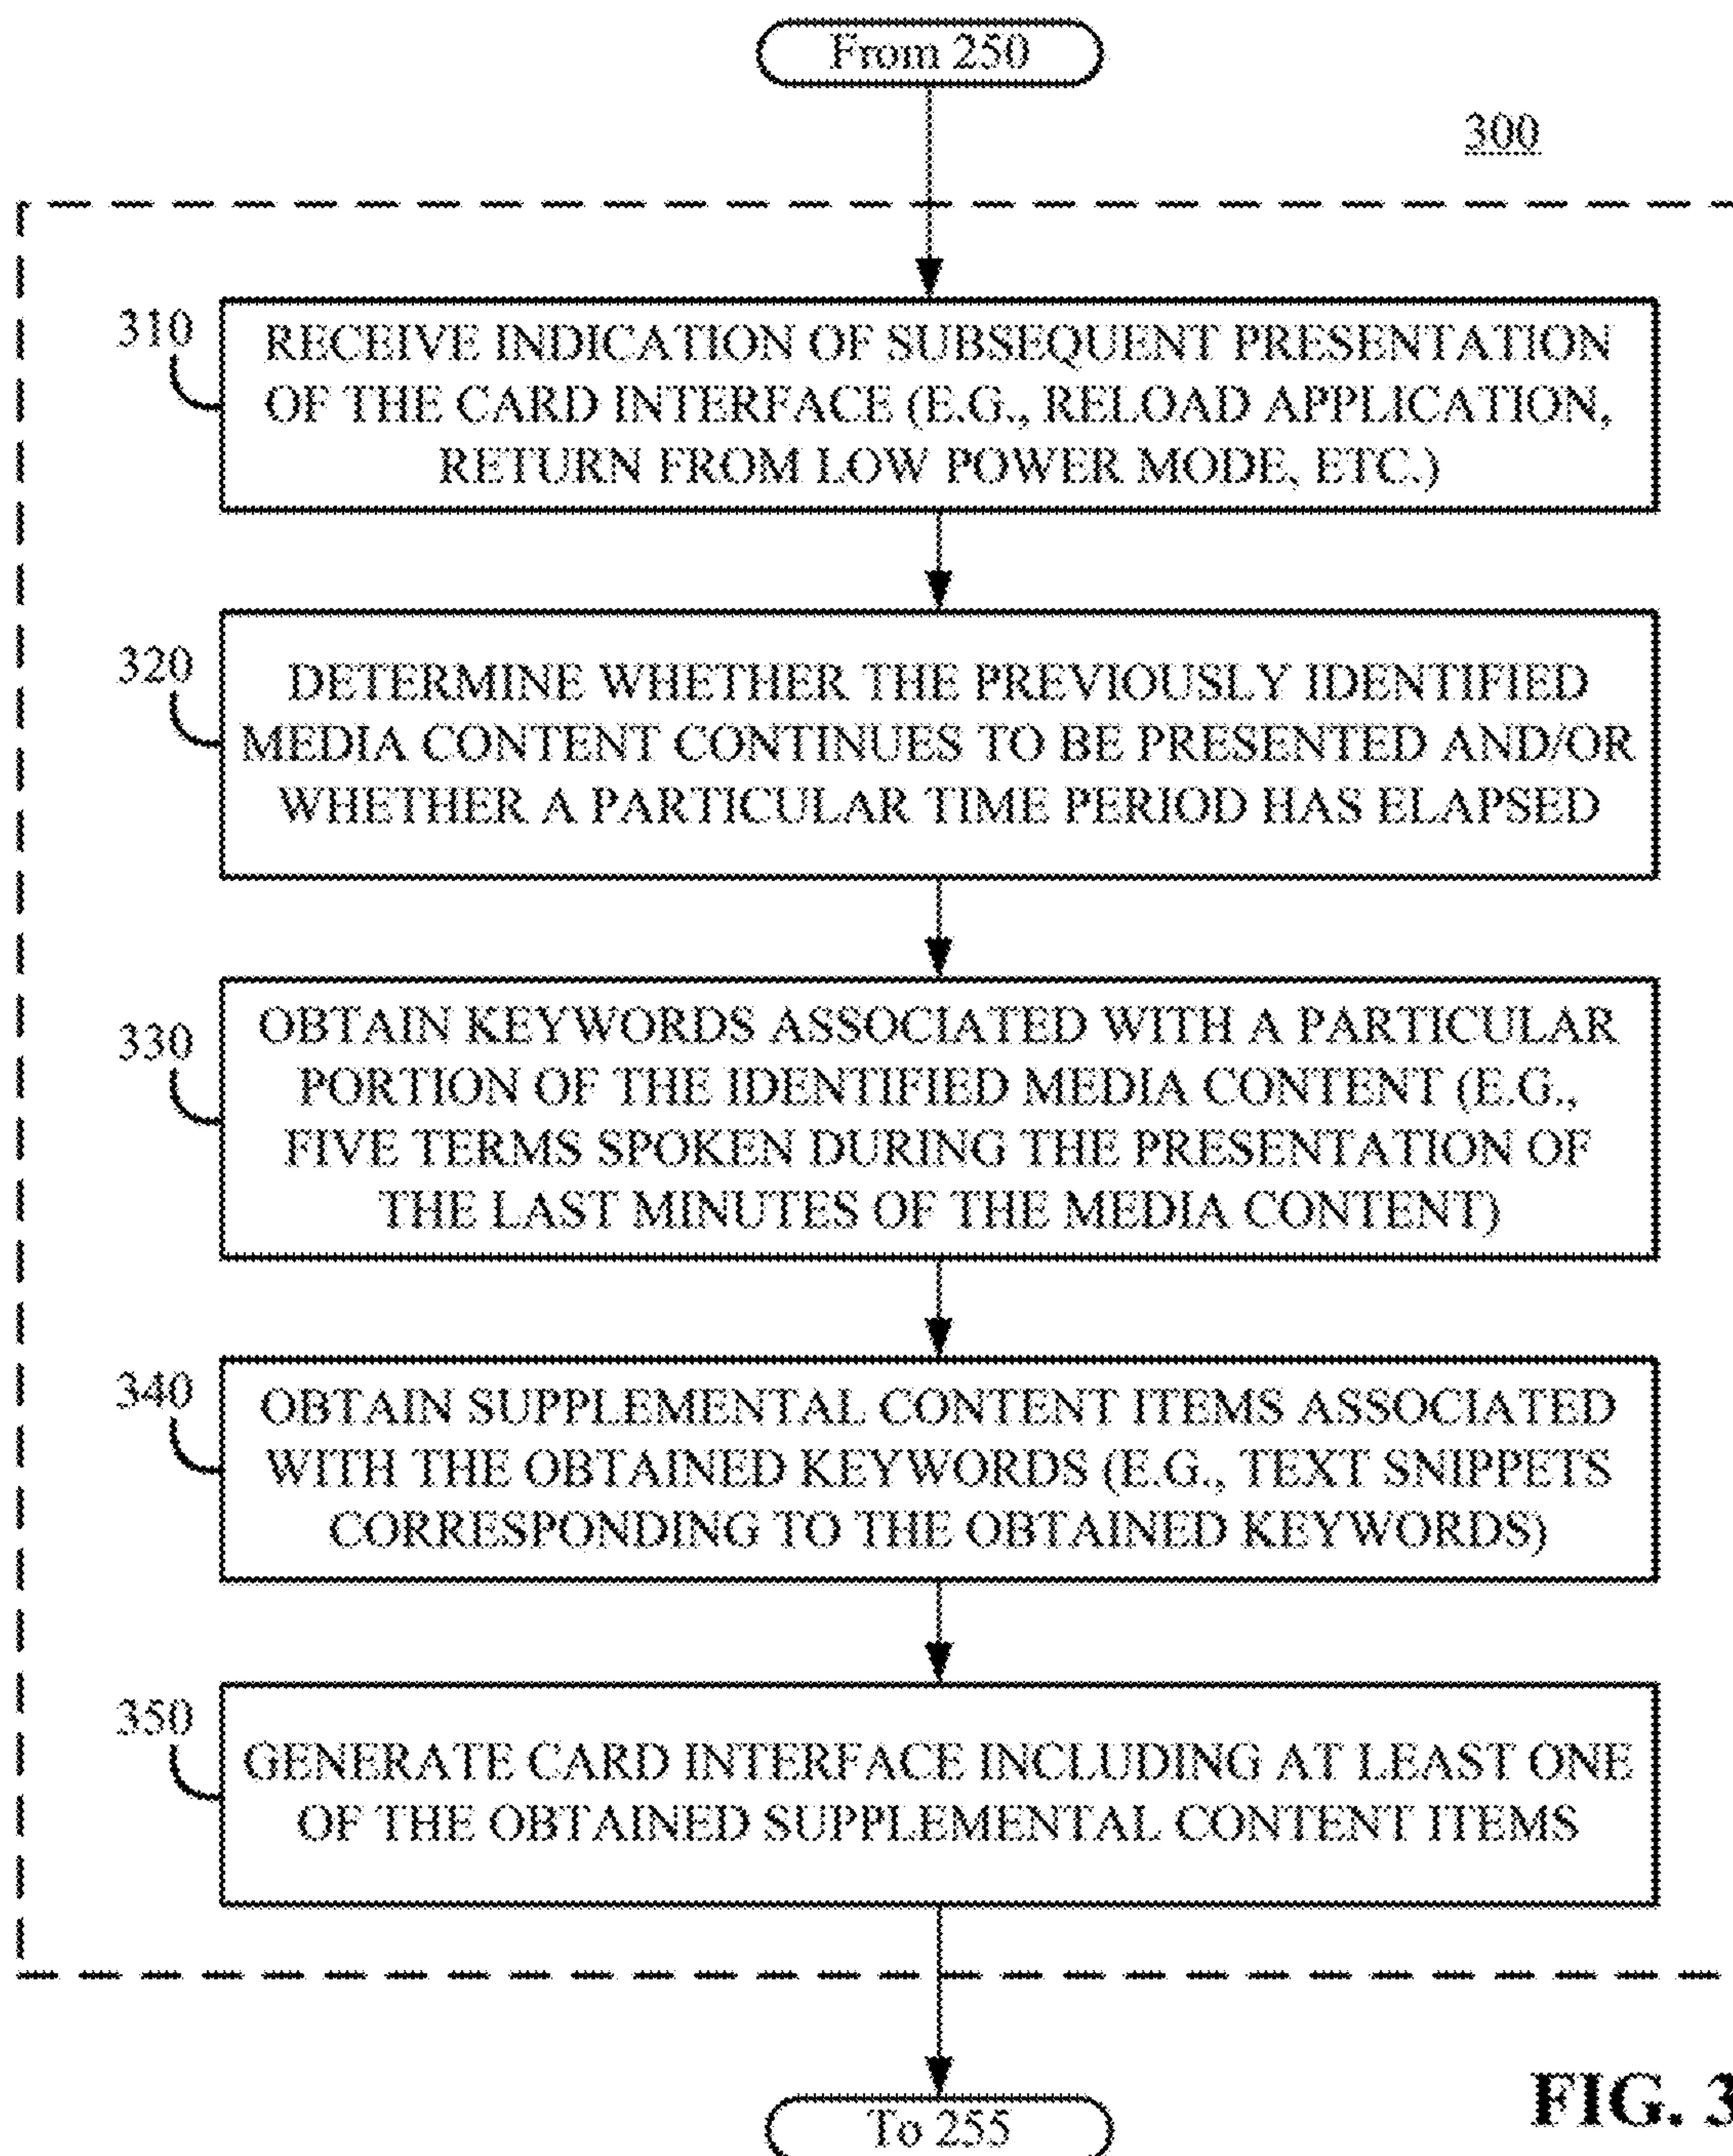 From 250
300
310
RECEIVE INDICATION OF SUBSEQUENT PRESENTATION
OF THE CARD INTERFACE (E.G., RELOAD APPLICATION,
RETURN FROM LOW POWER MODE, ETC.)
320
DETERMINE WHETHER THE PREVIOUSLY IDENTIFIED
MEDIA CONTENT CONTINUES TO BE PRESENTED AND/OR
WHETHER A PARTICULAR TIME PERIOD HAS ELAPSED
330
OBTAIN KEYWORDS ASSOCIATED WITH A PARTICULAR
PORTION OF THE IDENTIFIED MEDIA CONTENT (E.G.,
FIVE TERMS SPOKEN DURING THE PRESENTATION OF
THE LAST MINUTES OF THE MEDIA CONTENT)
340
OBTAIN SUPPLEMENTAL CONTENT ITEMS ASSOCIATED
WITH THE OBTAINED KEYWORDS (E.G., TEXT SNIPPETS
CORRESPONDING TO THE OBTAINED KEYWORDS)
350
GENERATE CARD INTERFACE INCLUDING AT LEAST ONE
OF THE OBTAINED SUPPLEMENTAL CONTENT ITEMS
To 255
FIG. 3